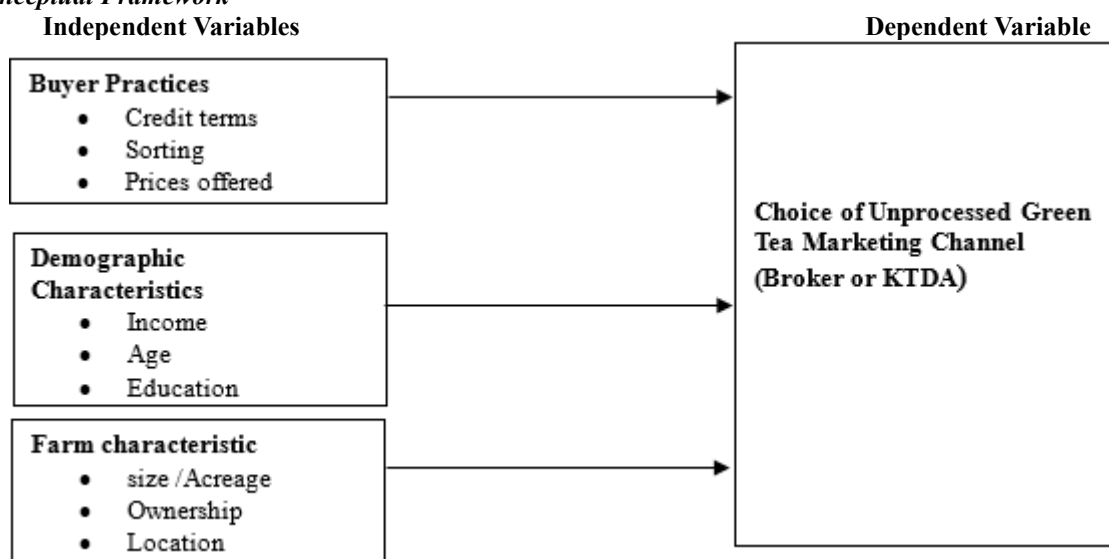 Independent Variables
Dependent Variable
Buyer Practices
• Credit terms
• Sorting
• Prices offered
Demographic
Characteristics
• Income
• Age
• Education
Farm characteristic
• size /Acreage
• Ownership
• Location
Choice of Unprocessed Green
Tea Marketing Channel
(Broker or KTDA)